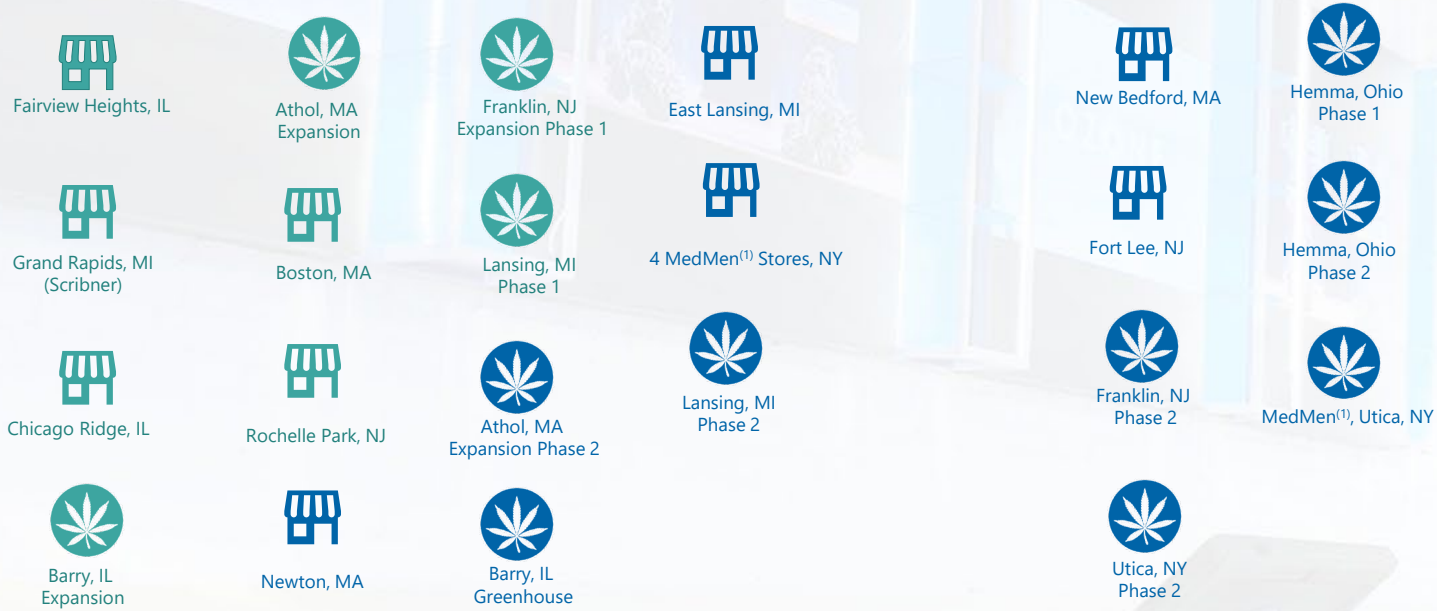 Fairview Heights, IL
Grand Rapids, MI
(Scribner)
Chicago Ridge, IL
Barry, IL
Expansion
Athol, MA
Expansion
Boston, MA
Rochelle Park, NJ
Newton, MA
Franklin, NJ
Expansion Phase 1
Lansing, MI
Phase 1
Athol, MA
Expansion Phase 2
Barry, IL
Greenhouse
East Lansing, MI
4 MedMen(1) Stores, NY
Lansing, MI
Phase 2
New Bedford, MA
Fort Lee, NJ
Franklin, NJ
Phase 2
Utica, NY
Phase 2
Hemma, Ohio
Phase 1
Hemma, Ohio
Phase 2
MedMen(1), Utica, NY